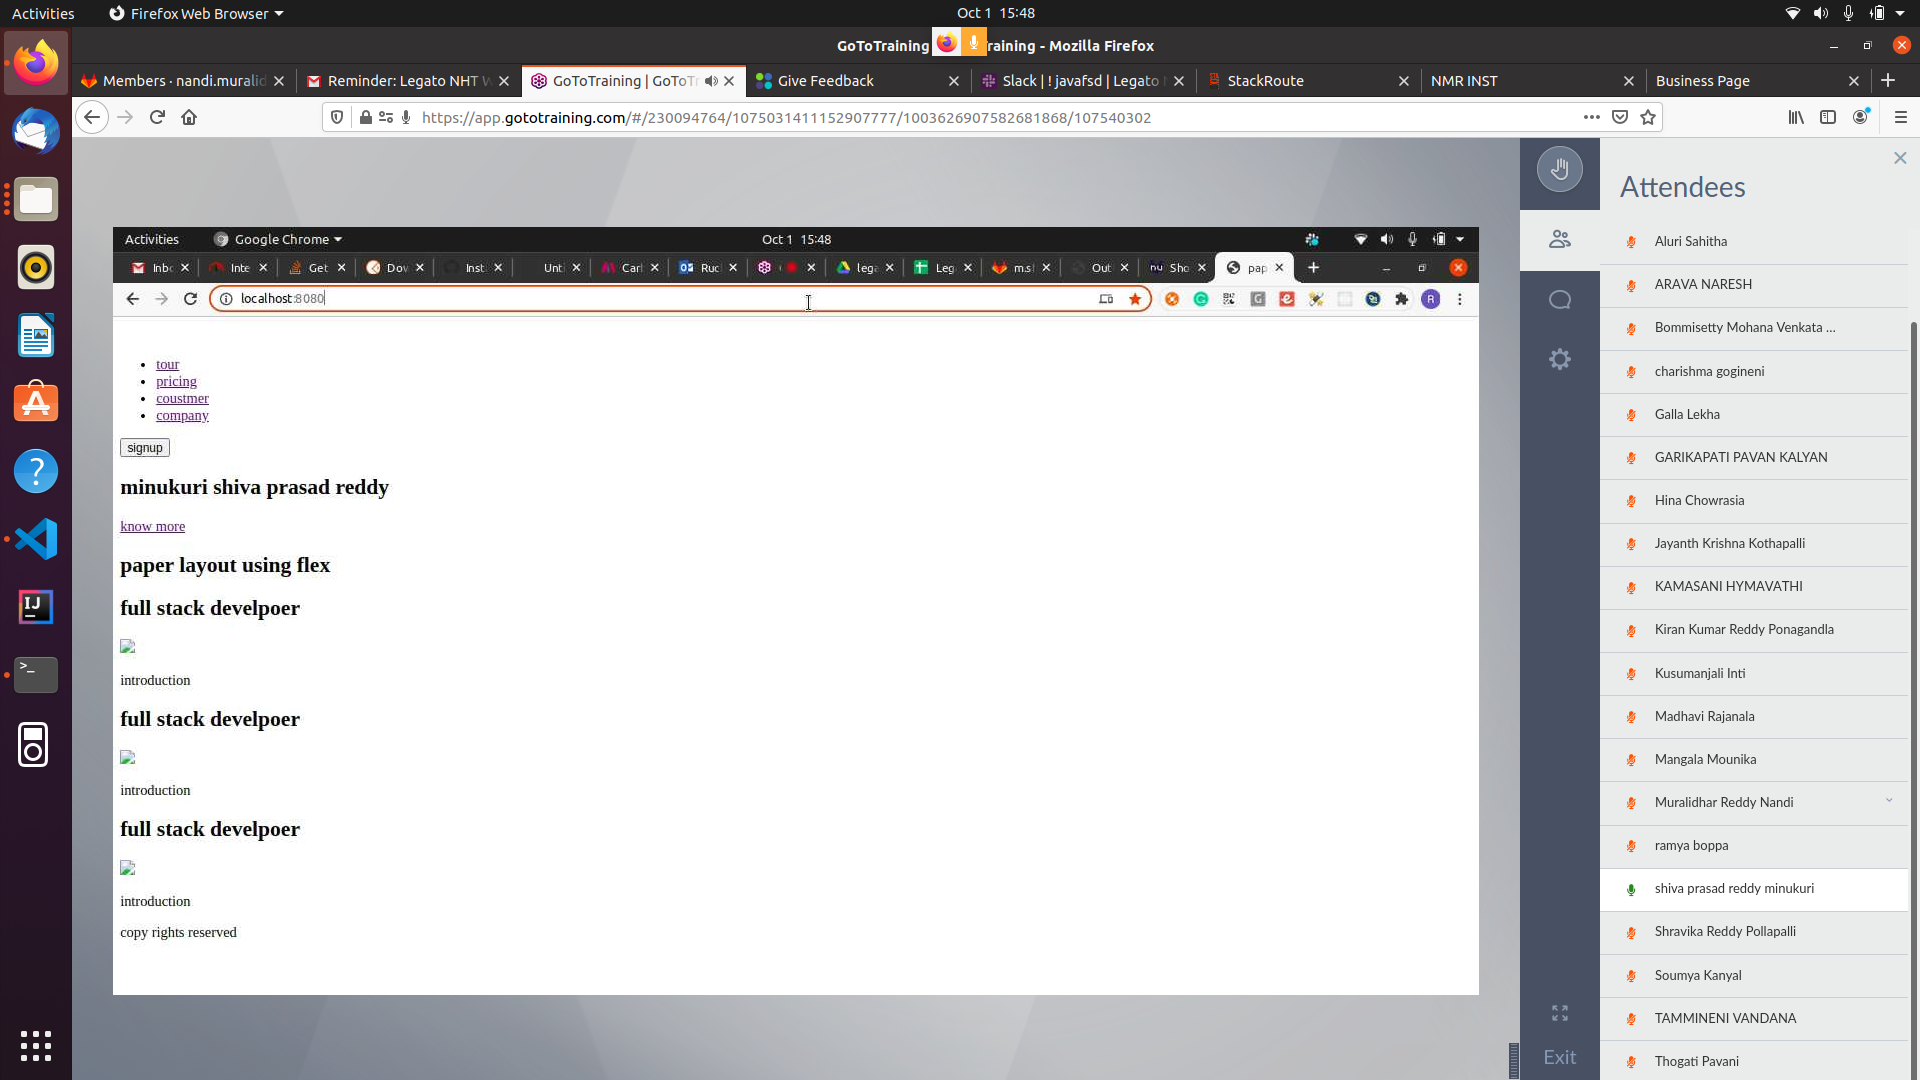 Activities
Firefox Web Browser
Oct 1 15:48
GoToTraining
raining - Mozilla Firefox
Members · nandi.muralid
Reminder: Legato NHT W
GoToTraining | GoToTr
Give Feedback
Slack | ! javafsd | Legato
StackRoute
NMR INST
Business Page
https://app.gototraining.com/#/230094764/1075031411152907777/1003626907582681868/107540302
Activities
Google Chrome
Oct 1 15:48
Inb
Inte
Get
Do
Inst
Unt
Carl
Ruc
lega
Leg
m.s
Out
Sho
pap
localhost:8080
tour
pricing
coustmer
company
signup
minukuri shiva prasad reddy
know more
paper layout using flex
full stack develpoer
introduction
full stack develpoer
introduction
full stack develpoer
introduction
copy rights reserved
Attendees
Aluri Sahitha
ARAVA NARESH
Bommisetty Mohana Venkata ...
charishma gogineni
Galla Lekha
GARIKAPATI PAVAN KALYAN
Hina Chowrasia
Jayanth Krishna Kothapalli
KAMASANI HYMAVATHI
Kiran Kumar Reddy Ponagandla
Kusumanjali Inti
Madhavi Rajanala
Mangala Mounika
Muralidhar Reddy Nandi
ramya boppa
shiva prasad reddy minukuri
Shravika Reddy Pollapalli
Soumya Kanyal
TAMMINENI VANDANA
Thogati Pavani
Exit